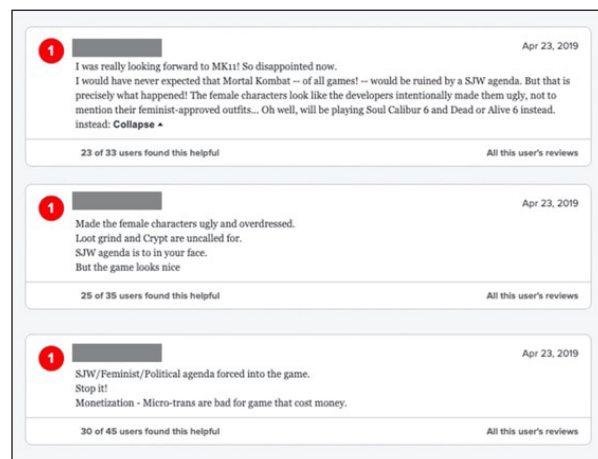 1
Apr 23, 2019
I was really looking forward to MK11! So disappointed now.
I would have never expected that Mortal Kombat -- of all games! -- would be ruined by a SJW agenda. But that is
precisely what happened! The female characters look like the developers intentionally made them ugly, not to
mention their feminist-approved outfits... Oh well, will be playing Soul Calibur 6 and Dead or Alive 6 instead.
instead: Collapse ▲
23 of 33 users found this helpful
All this user's reviews
1
Apr 23, 2019
Made the female characters ugly and overdressed.
Loot grind and Crypt are uncalled for.
SJW agenda is to in your face.
But the game looks nice
25 of 35 users found this helpful
All this user's reviews
1
Apr 23, 2019
SJW/Feminist/Political agenda forced into the game.
Stop it!
Monetization - Micro-trans are bad for game that cost money.
30 of 45 users found this helpful
All this user's reviews